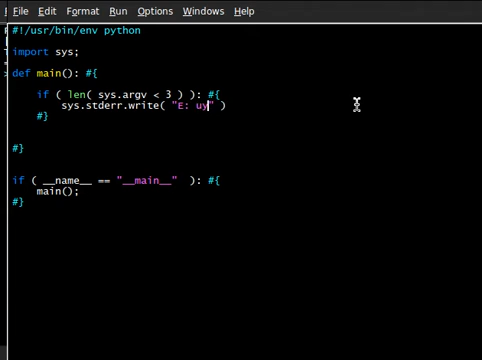 File Edit Format Run Options Windows Help
#!/usr/bin/env python
import sys;
def main(): #{
if ( len( sys.argv < 3 ) ): #{
sys.stderr.write( "E: uy" )
#}
#}
if ( __name__ == "__main__"  ): #{
main();
#}